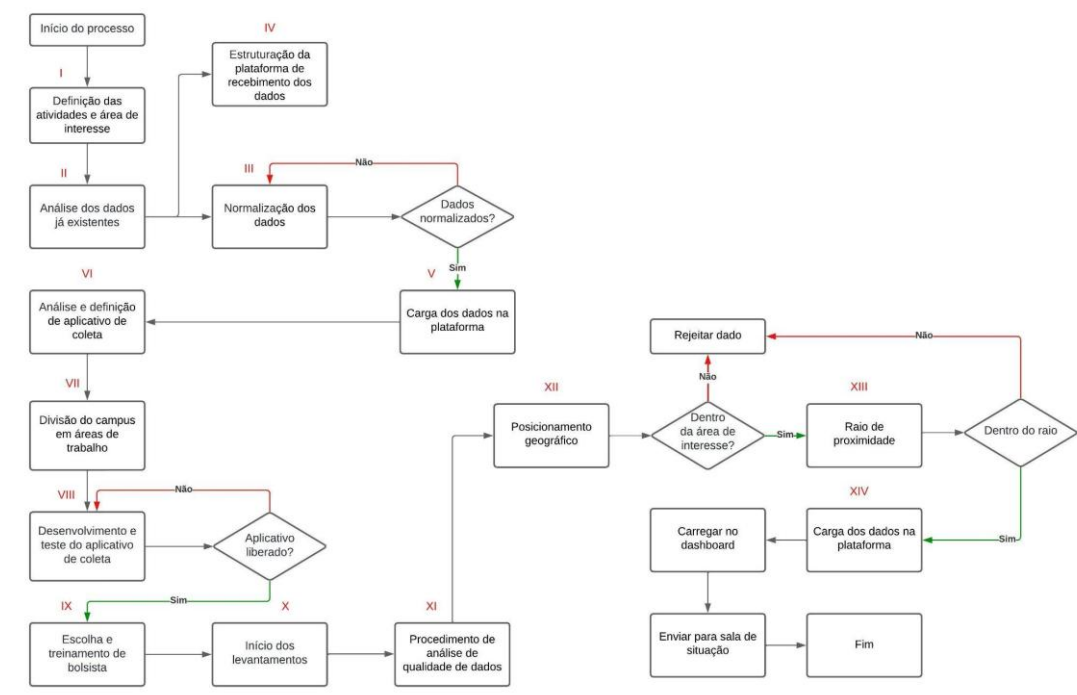 Início do processo
I
Definição das
atividades e área de
interesse
II
Análise dos dados
já existentes
IV
Estruturação da
plataforma de
recebimento dos
dados
III
Normalização dos
dados
Não
Dados
normalizados?
Sim
V
Carga dos dados na
plataforma
VI
Análise e definição
de aplicativo de
coleta
VII
Divisão do campus
em áreas de
trabalho
VIII
Desenvolvimento e
teste do aplicativo
de coleta
Não
Aplicativo
liberado?
Sim
IX
Escolha e
treinamento de
bolsista
X
Início dos
levantamentos
XI
Procedimento de
análise de
qualidade de dados
XII
Posicionamento
geográfico
Dentro
da área de
interesse?
Não
Rejeitar dado
Sim
XIII
Raio de
proximidade
Dentro do raio
Não
Sim
XIV
Carga dos dados na
plataforma
Carregar no
dashboard
Enviar para sala de
situação
Fim